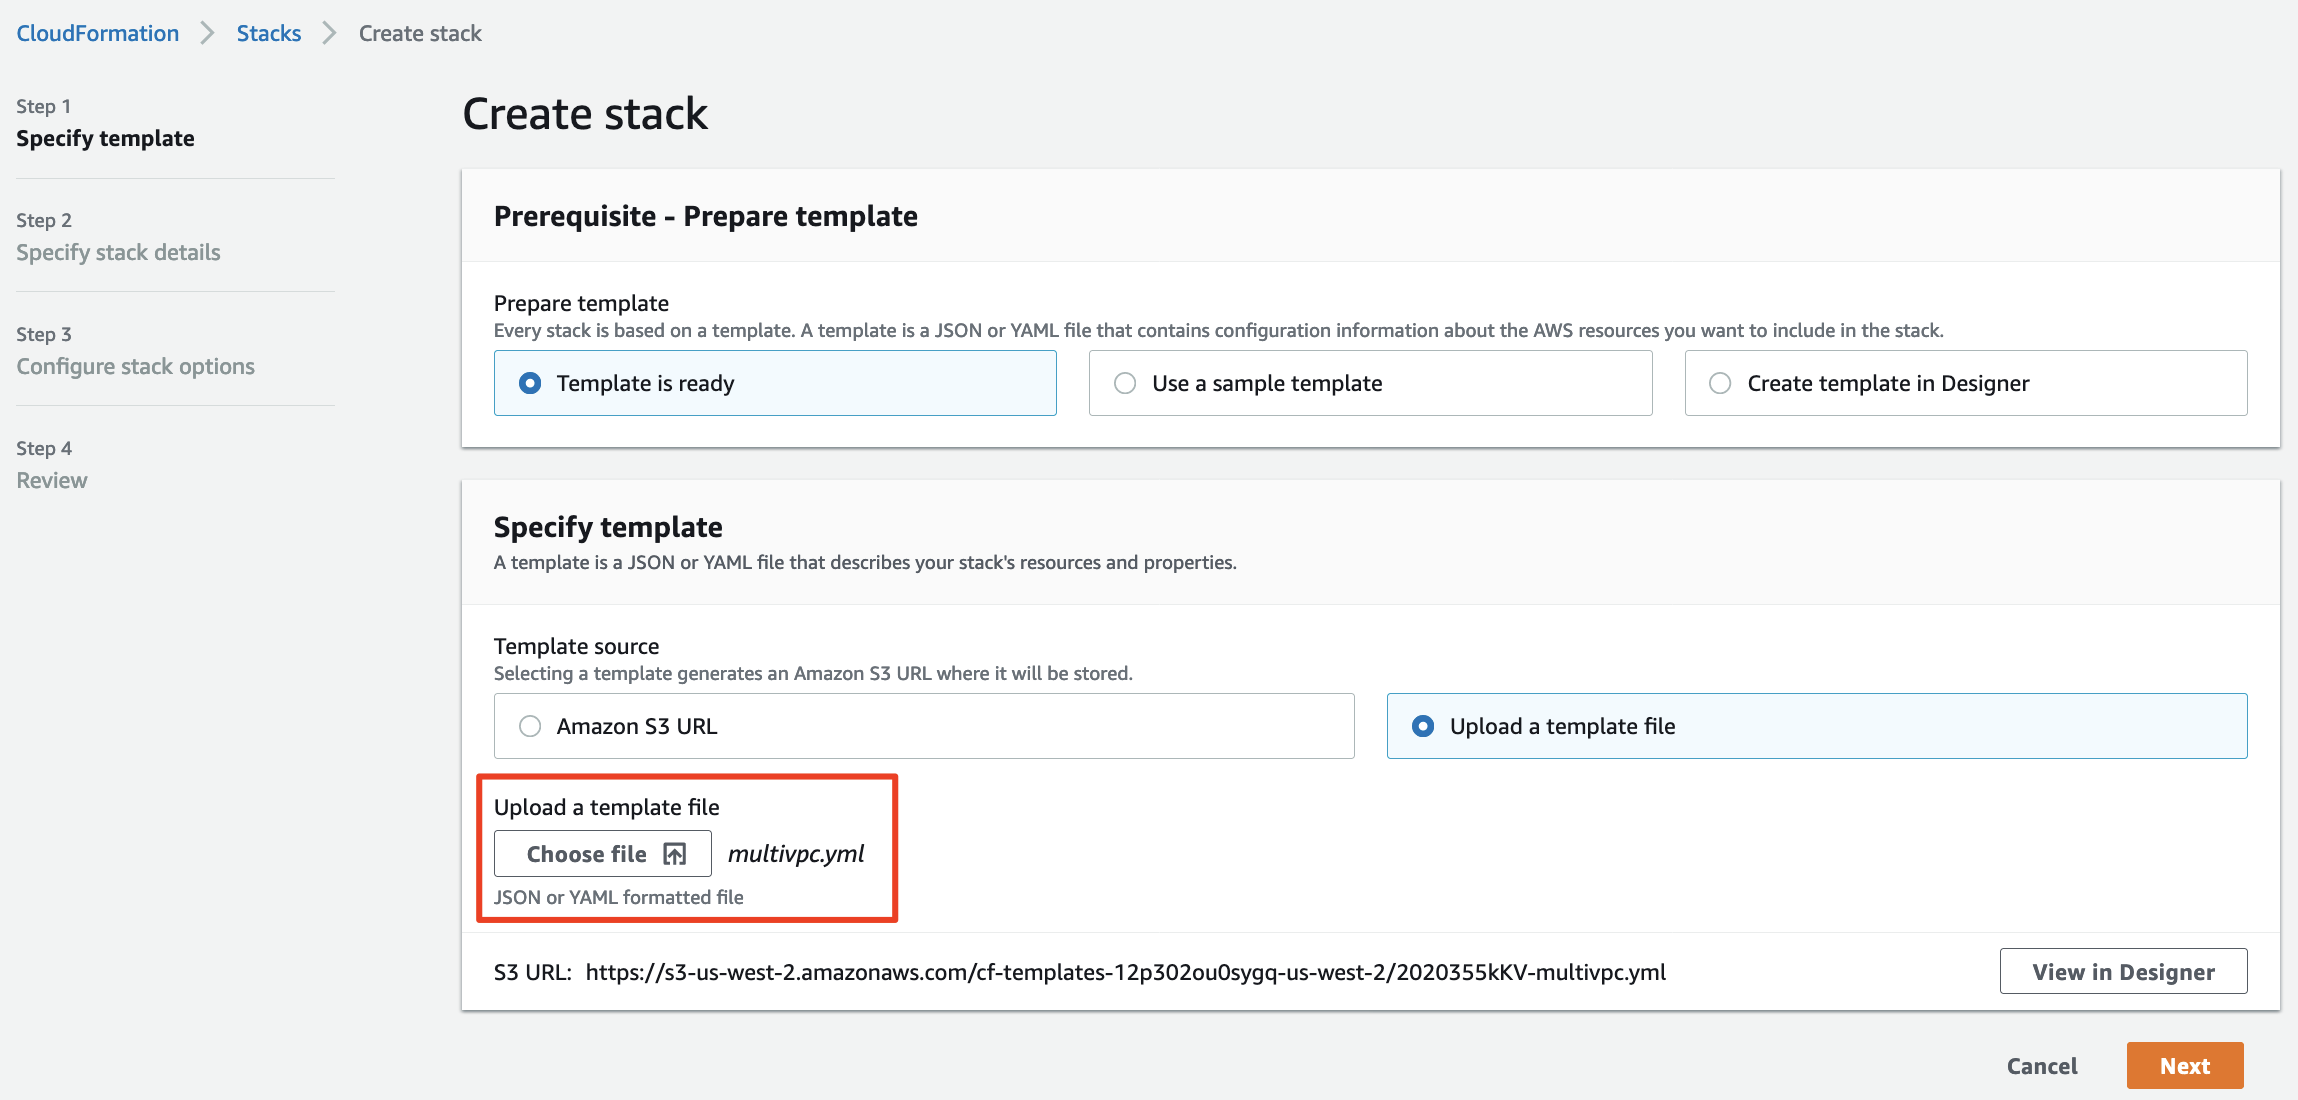 CloudFormation > Stacks > Create stack
Step 1
Specify template
Step 2
Specify stack details
Step 3
Configure stack options
Step 4
Review
Create stack
Prerequisite - Prepare template
Prepare template
Every stack is based on a template. A template is a JSON or YAML file that contains configuration information about the AWS resources you want to include in the stack.
Template is ready
Use a sample template
Create template in Designer
Specify template
A template is a JSON or YAML file that describes your stack's resources and properties.
Template source
Selecting a template generates an Amazon S3 URL where it will be stored.
Amazon S3 URL
Upload a template file
Upload a template file
Choose file multivpc.yml
JSON or YAML formatted file
S3 URL: https://s3-us-west-2.amazonaws.com/cf-templates-12p302ou0sygq-us-west-2/2020355kKV-multivpc.yml
View in Designer
Cancel
Next